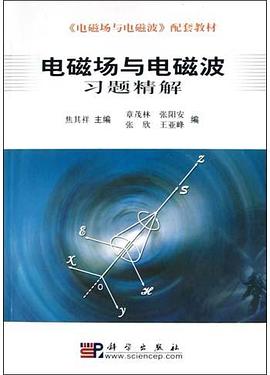 《电磁场与电磁波》配套教材
电磁场与电磁波
习题精解
焦其祥 主编 章茂林 张阳安 编
张 欣 王亚峰
z
S
ε
x
y
o
ℋ
科学出版社
www.sciencep.com